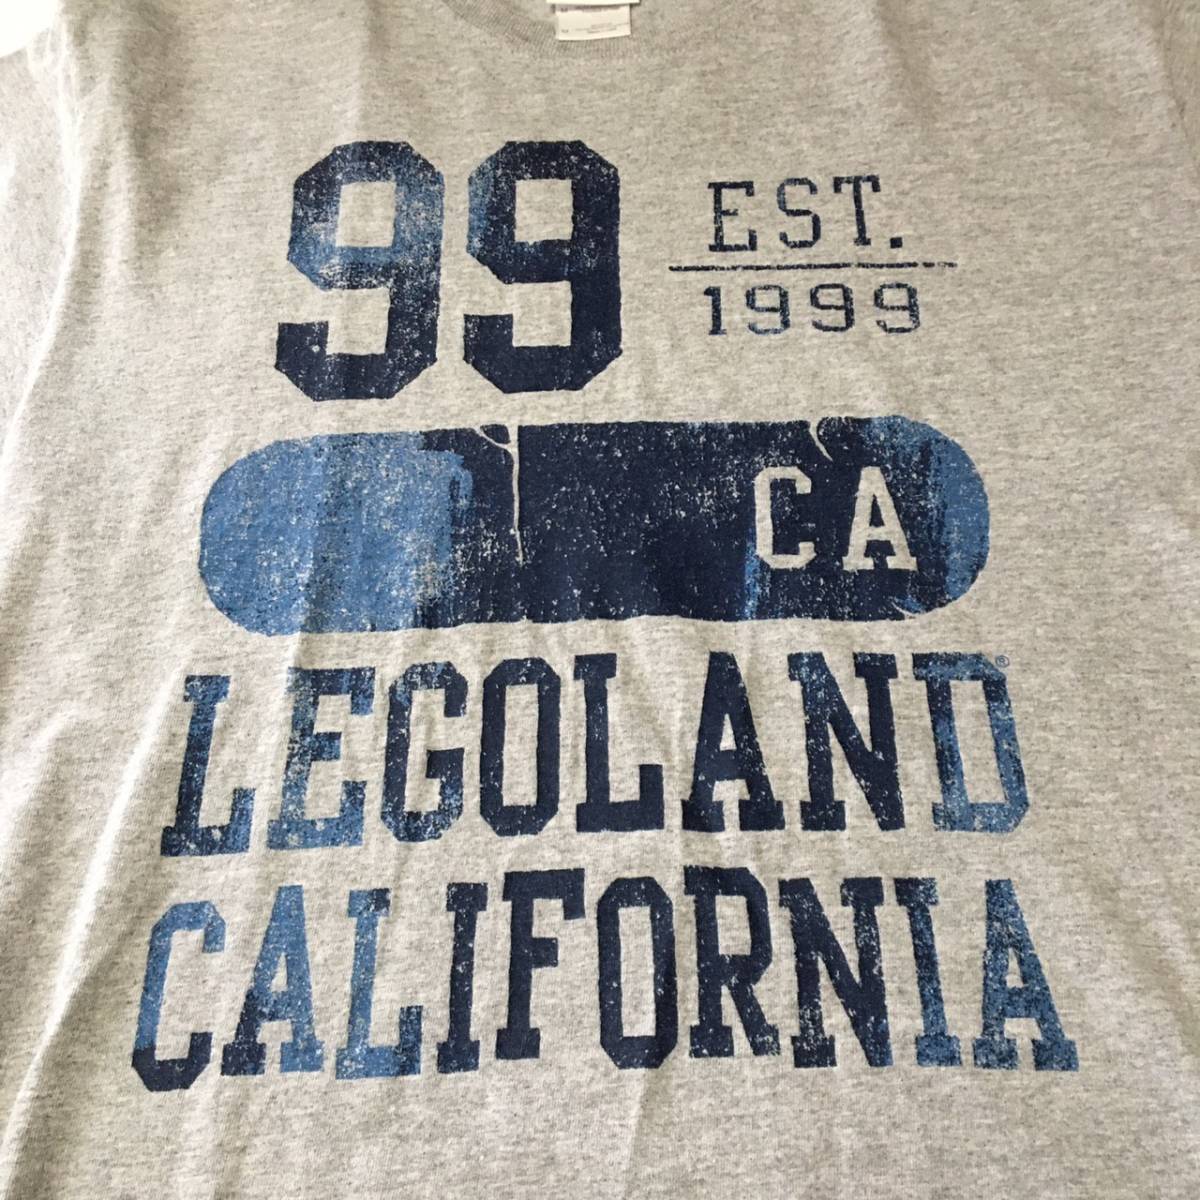 99
EST.
1999
CA
LEGOLAND®
CALIFORNIA